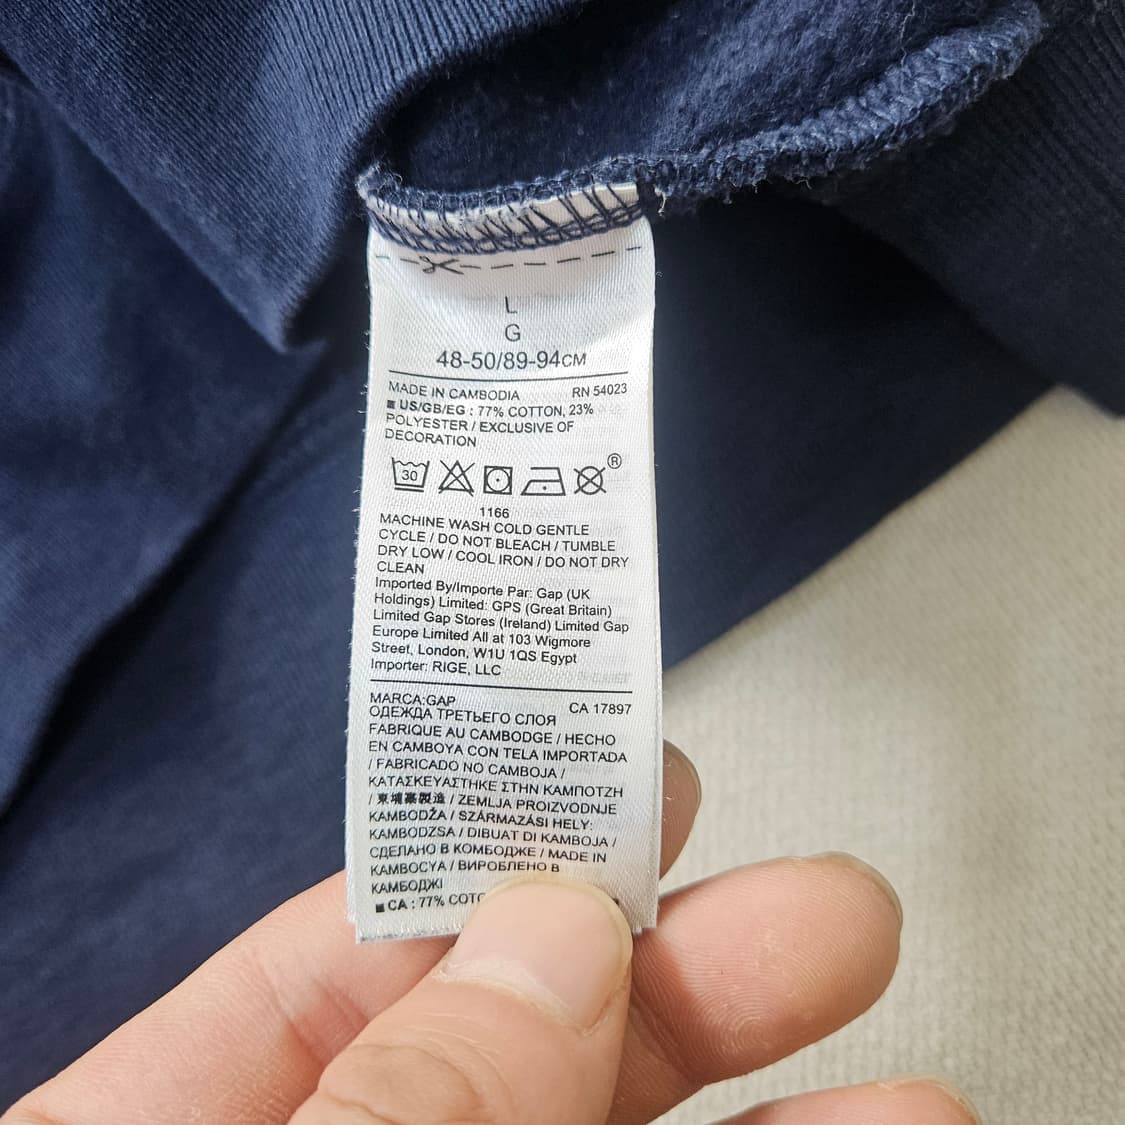 L
G
48-50/89-94CM
MADE IN CAMBODIA RN 54023
■ US/GB/EG : 77% COTTON, 23%
POLYESTER / EXCLUSIVE OF
DECORATION
30 ®
1166
MACHINE WASH COLD GENTLE
CYCLE / DO NOT BLEACH / TUMBLE
DRY LOW / COOL IRON / DO NOT DRY
CLEAN
Imported By/Importe Par: Gap (UK
Holdings) Limited: GPS (Great Britain)
Limited Gap Stores (Ireland) Limited Gap
Europe Limited All at 103 Wigmore
Street, London, W1U 1QS Egypt
Importer: RIGE, LLC
MARCA:GAP CA 17897
ОДЕЖДА ТРЕТЬЕГО СЛОЯ
FABRIQUE AU CAMBODGE / HECHO
EN CAMBOYA CON TELA IMPORTADA
/ FABRICADO NO CAMBOJA /
ΚΑΤΑΣΚΕΥΑΣΤΗΚΕ ΣΤΗΝ ΚΑΜΠΟΤΖΗ
/ 柬埔寨製造 / ZEMLJA PROIZVODNJE
KAMBODŽA / SZÁRMAZÁSI HELY:
KAMBODZSA / DIBUAT DI KAMBOJA /
СДЕЛАНО В КОМБОДЖЕ / MADE IN
KAMBOCYA / ВИРОБЛЕНО В
КАМБОДЖІ
■ CA : 77%